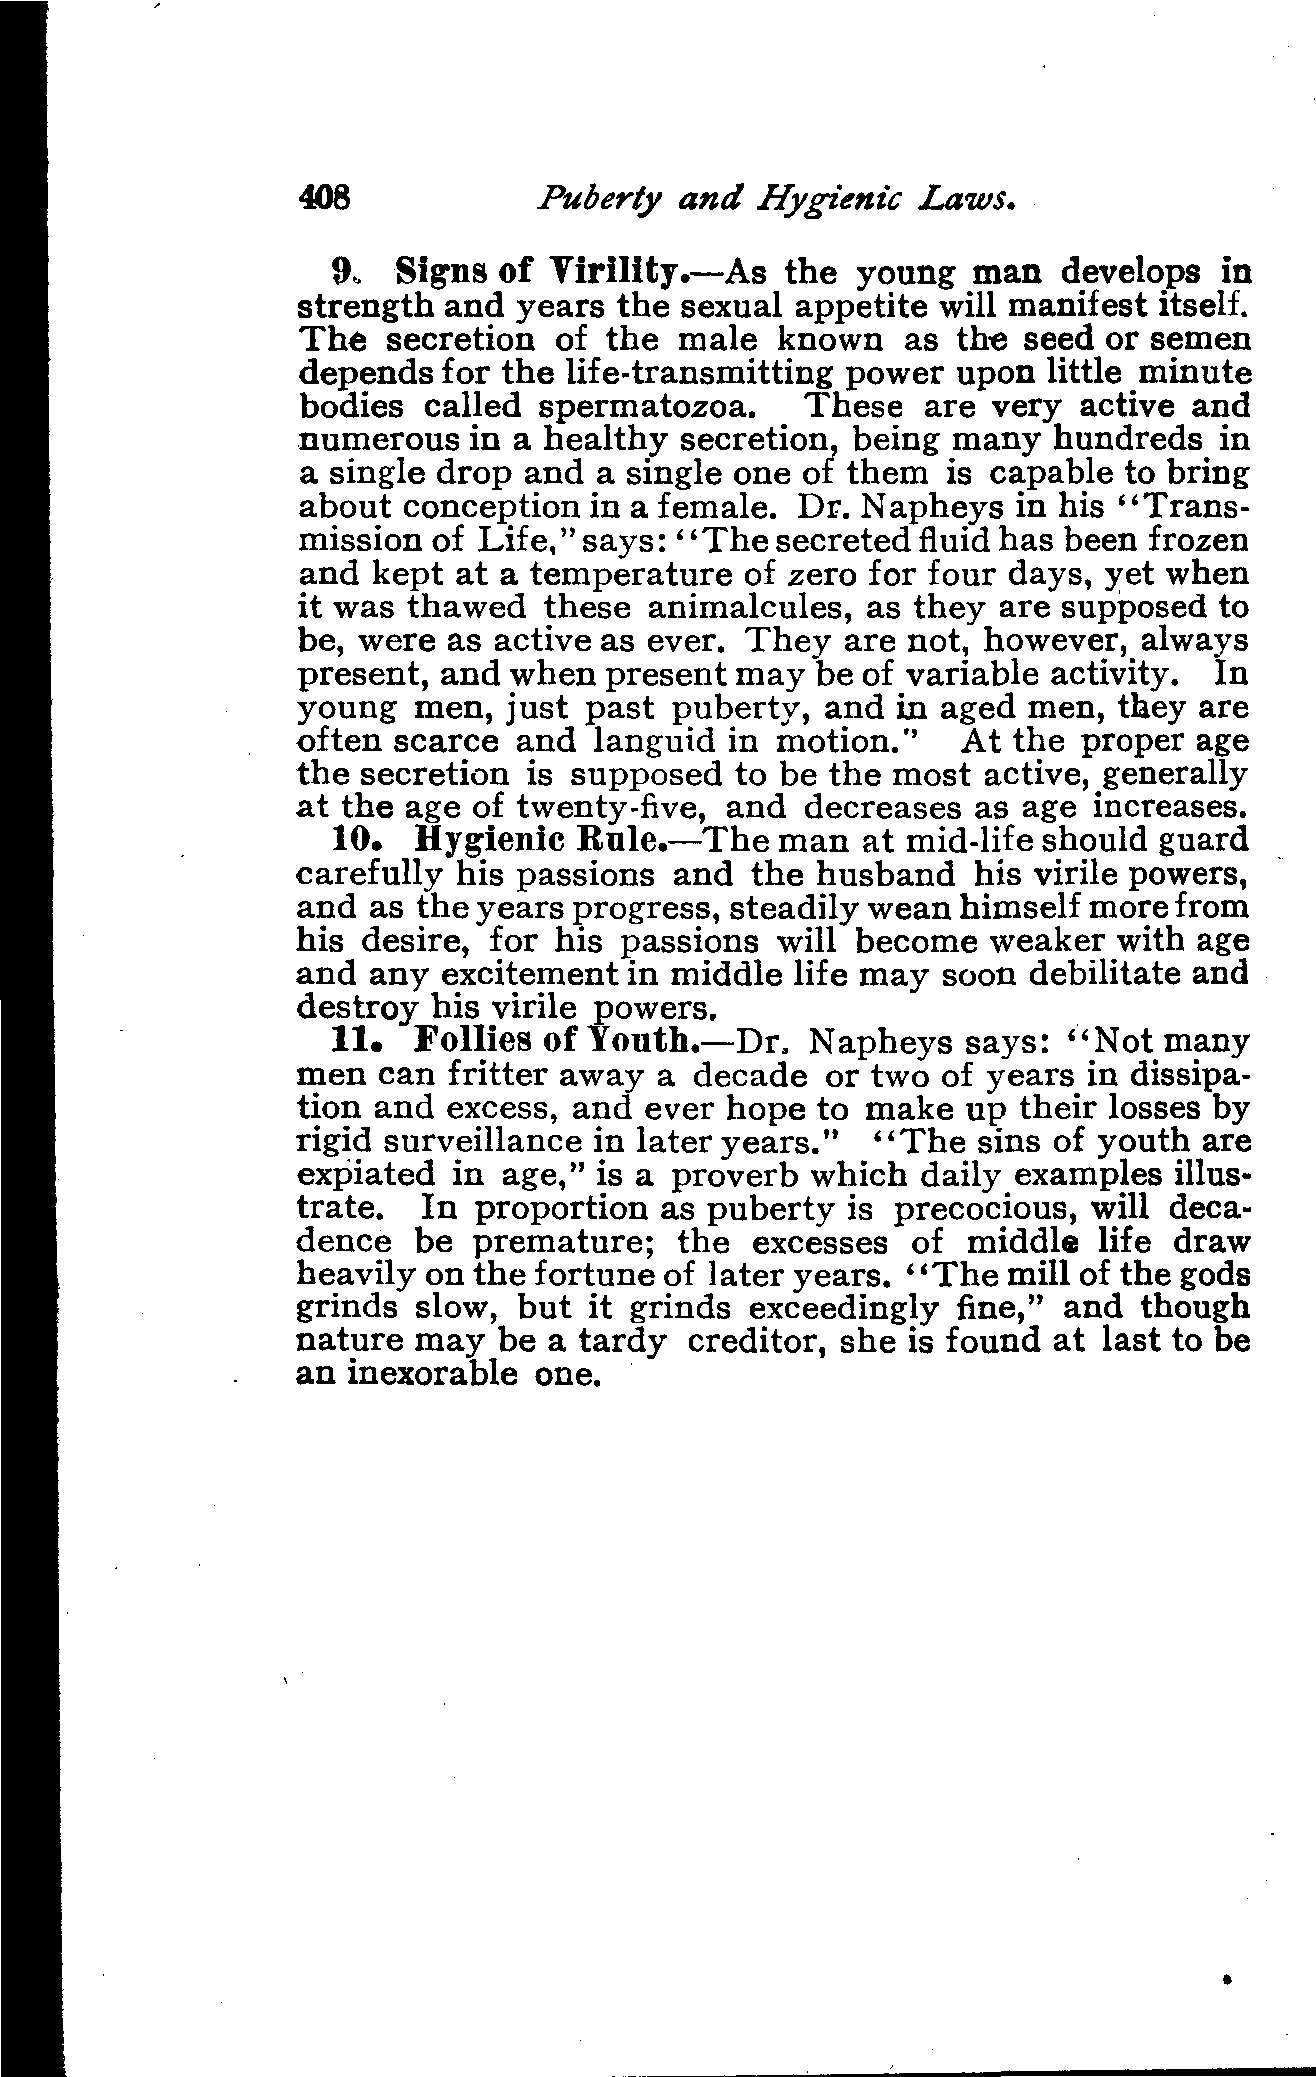 408 Puberty and Hygienic Laws.
9. Signs of Virility.—As the young man develops in
strength and years the sexual appetite will manifest itself.
The secretion of the male known as the seed or semen
depends for the life-transmitting power upon little minute
bodies called spermatozoa. These are very active and
numerous in a healthy secretion, being many hundreds in
a single drop and a single one of them is capable to bring
about conception in a female. Dr. Napheys in his "Trans-
mission of Life," says: "The secreted fluid has been frozen
and kept at a temperature of zero for four days, yet when
it was thawed these animalcules, as they are supposed to
be, were as active as ever. They are not, however, always
present, and when present may be of variable activity. In
young men, just past puberty, and in aged men, they are
often scarce and languid in motion." At the proper age
the secretion is supposed to be the most active, generally
at the age of twenty-five, and decreases as age increases.
10. Hygienic Rule.—The man at mid-life should guard
carefully his passions and the husband his virile powers,
and as the years progress, steadily wean himself more from
his desire, for his passions will become weaker with age
and any excitement in middle life may soon debilitate and
destroy his virile powers.
11. Follies of Youth.—Dr. Napheys says: "Not many
men can fritter away a decade or two of years in dissipa-
tion and excess, and ever hope to make up their losses by
rigid surveillance in later years." "The sins of youth are
expiated in age," is a proverb which daily examples illus-
trate. In proportion as puberty is precocious, will deca-
dence be premature; the excesses of middle life draw
heavily on the fortune of later years. "The mill of the gods
grinds slow, but it grinds exceedingly fine," and though
nature may be a tardy creditor, she is found at last to be
an inexorable one.